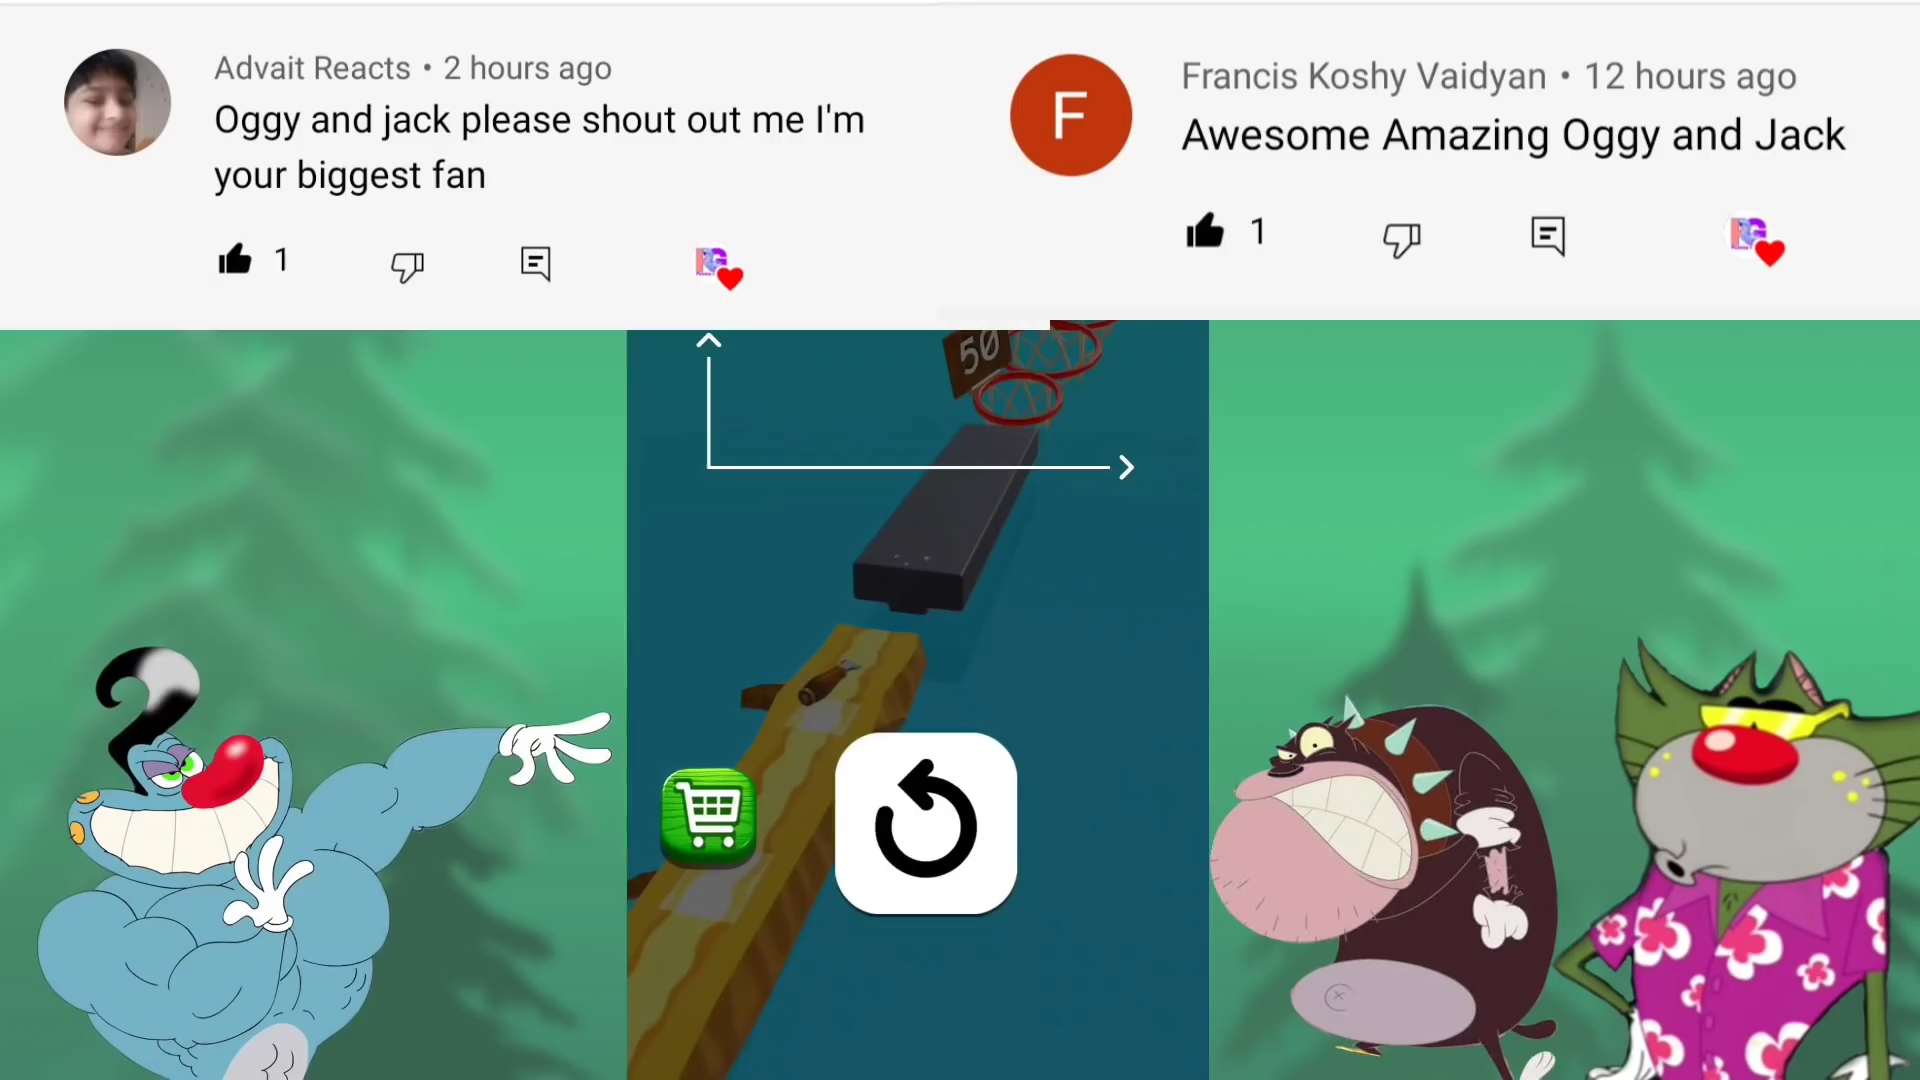 Advait Reacts • 2 hours ago
Oggy and jack please shout out me I'm
your biggest fan
1
Francis Koshy Vaidyan • 12 hours ago
F
Awesome Amazing Oggy and Jack
1
50